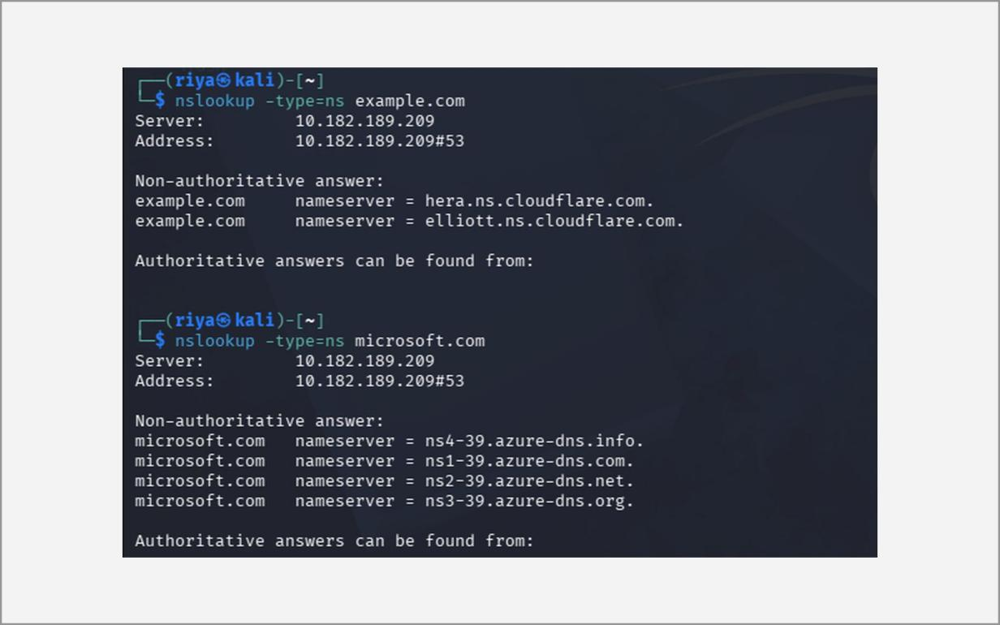 ┌──(riya㉿kali)-[~]
└─$ nslookup -type=ns example.com
Server:         10.182.189.209
Address:        10.182.189.209#53

Non-authoritative answer:
example.com     nameserver = hera.ns.cloudflare.com.
example.com     nameserver = elliott.ns.cloudflare.com.

Authoritative answers can be found from:

┌──(riya㉿kali)-[~]
└─$ nslookup -type=ns microsoft.com
Server:         10.182.189.209
Address:        10.182.189.209#53

Non-authoritative answer:
microsoft.com   nameserver = ns4-39.azure-dns.info.
microsoft.com   nameserver = ns1-39.azure-dns.com.
microsoft.com   nameserver = ns2-39.azure-dns.net.
microsoft.com   nameserver = ns3-39.azure-dns.org.

Authoritative answers can be found from: